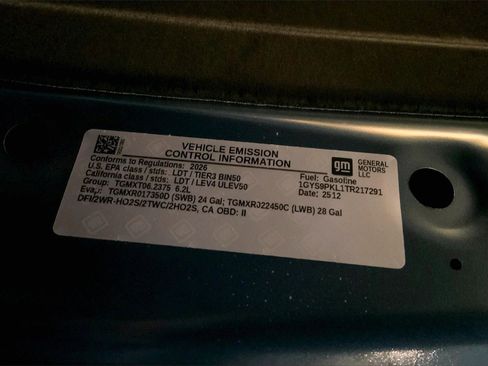 VEHICLE EMISSION
CONTROL INFORMATION
Conforms to Regulations: 2026
U.S. EPA class / stds: LDT / TIER3 BIN50
California class / stds: LDT / LEV4 ULEV50
Group: TGMXT06.2375 6.2L
Evap: TGMXR017350D (SWB) 24 Gal; TGMXR022450C (LWB) 28 Gal
DFI/2WR-HO2S/2TWC/2HO2S, CA OBD: II
gm
GENERAL
MOTORS
LLC
Fuel: Gasoline
1GYS9PKL1TR217291
Date: 2512